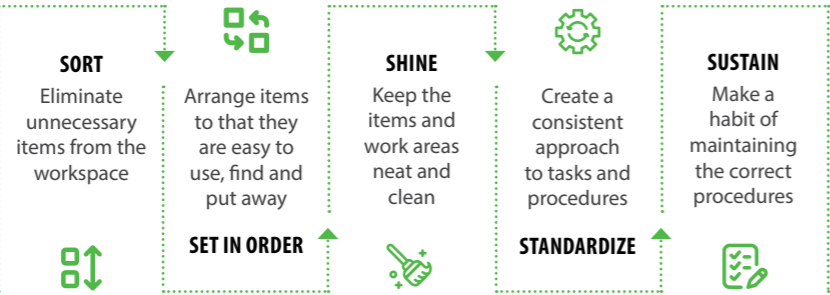 SORT
Eliminate
unnecessary
items from the
workspace
Arrange items
to that they
are easy to
use, find and
put away
SET IN ORDER
SHINE
Keep the
items and
work areas
neat and
clean
Create a
consistent
approach
to tasks and
procedures
STANDARDIZE
SUSTAIN
Make a
habit of
maintaining
the correct
procedures